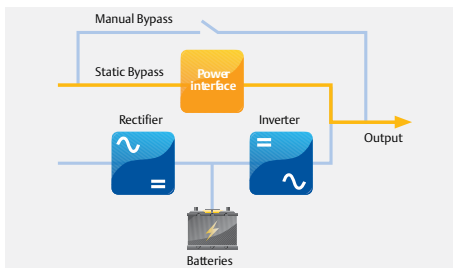 Manual Bypass
Static Bypass
Power
interface
Rectifier
Inverter
Output
Batteries